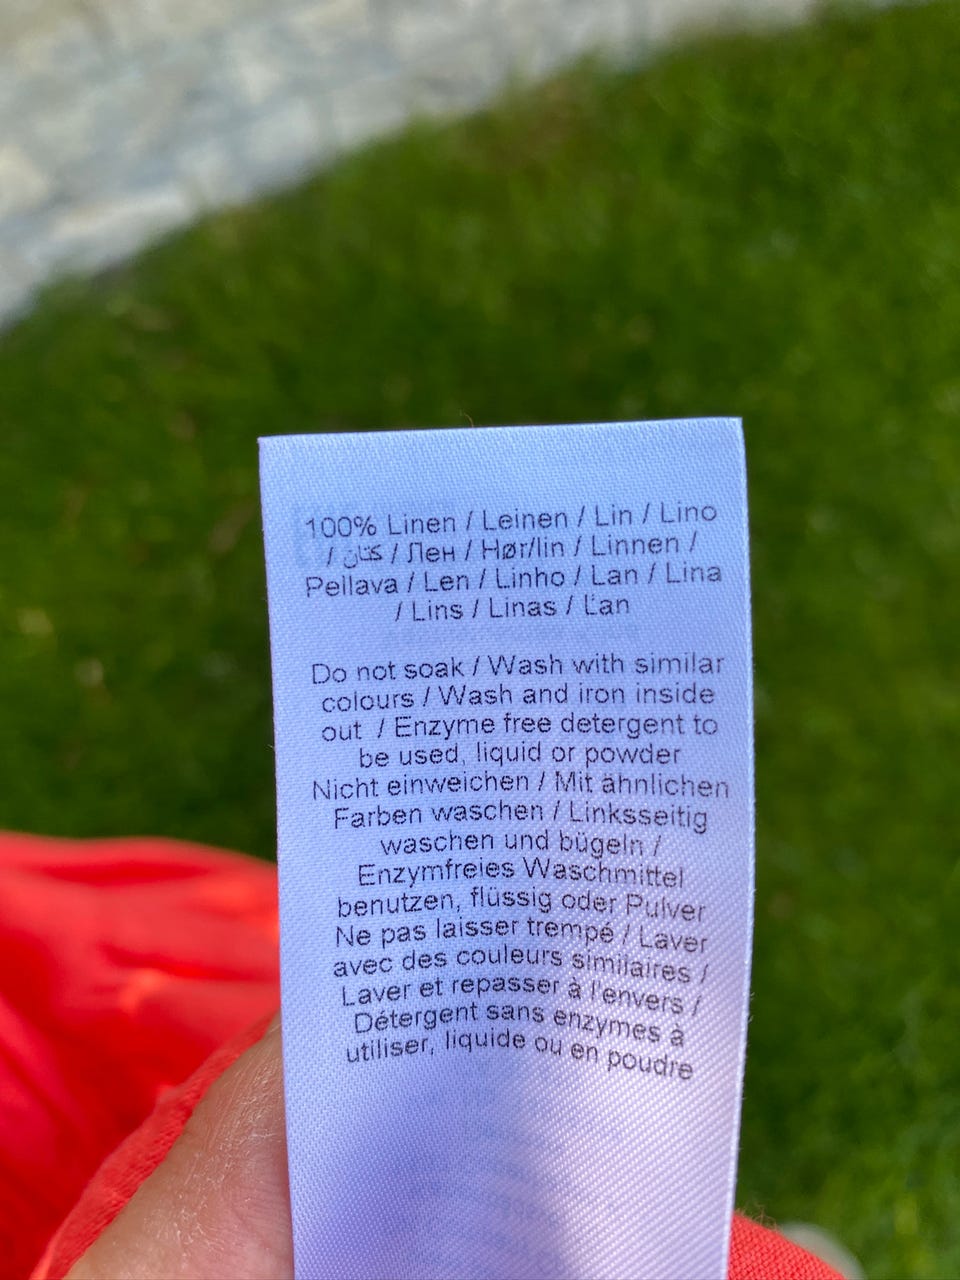 100% Linen / Leinen / Lin / Lino
/ كتان / Лен / Hør/lin / Linnen /
Pellava / Len / Linho / Lan / Lina
/ Lins / Linas / Ľan
Do not soak / Wash with similar
colours / Wash and iron inside
out / Enzyme free detergent to
be used, liquid or powder
Nicht einweichen / Mit ähnlichen
Farben waschen / Linksseitig
waschen und bügeln /
Enzymfreies Waschmittel
benutzen, flüssig oder Pulver
Ne pas laisser trempé / Laver
avec des couleurs similaires /
Laver et repasser à l'envers /
Détergent sans enzymes à
utiliser, liquide ou en poudre